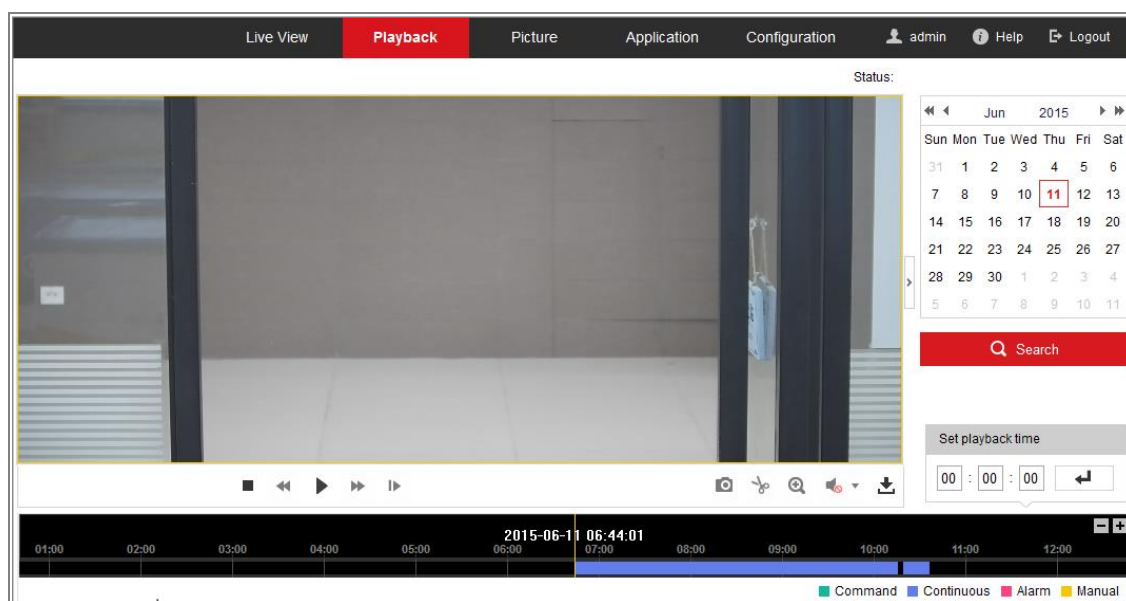 Live View Playback Picture Application Configuration admin Help Logout
Status:
Jun 2015
Sun Mon Tue Wed Thu Fri Sat
31 1 2 3 4 5 6
7 8 9 10 11 12 13
14 15 16 17 18 19 20
21 22 23 24 25 26 27
28 29 30 1 2 3 4
5 6 7 8 9 10 11
Search
Set playback time
00 : 00 : 00
2015-06-11 06:44:01
01:00 02:00 03:00 04:00 05:00 06:00 07:00 08:00 09:00 10:00 11:00 12:00
Command Continuous Alarm Manual